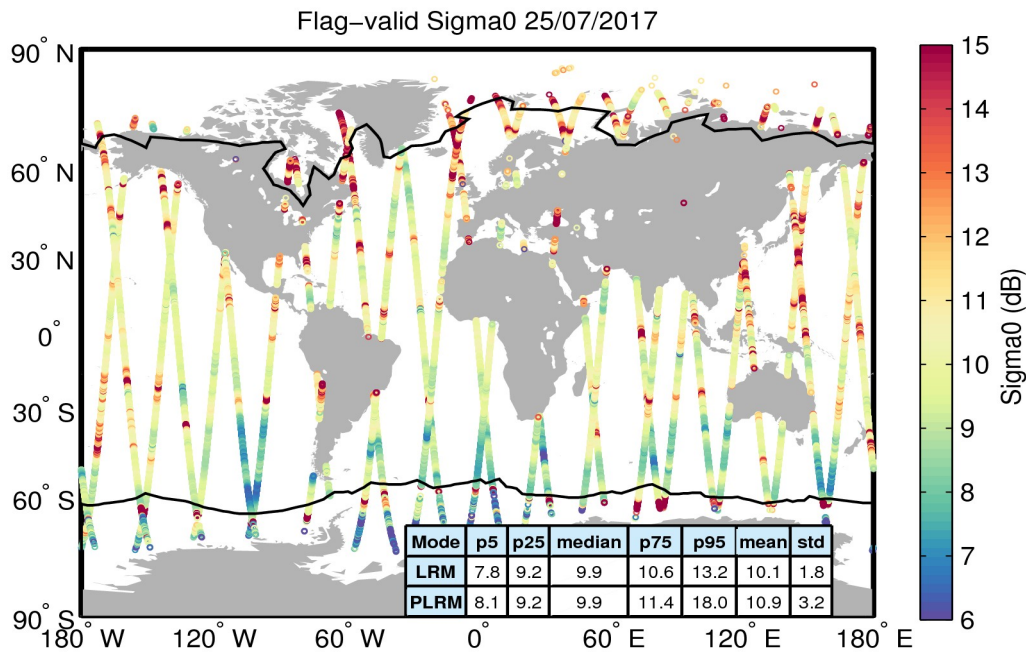 Flag−valid Sigma0 25/07/2017
90° N
60° N
30° N
0°
30° S
60° S
90° S
180° W
120° W
60° W
0°
60° E
120° E
180° E
15
14
13
12
11
10
9
8
7
6
Sigma0 (dB)
Mode p5 p25 median p75 p95 mean std
LRM 7.8 9.2 9.9 10.6 13.2 10.1 1.8
PLRM 8.1 9.2 9.9 11.4 18.0 10.9 3.2